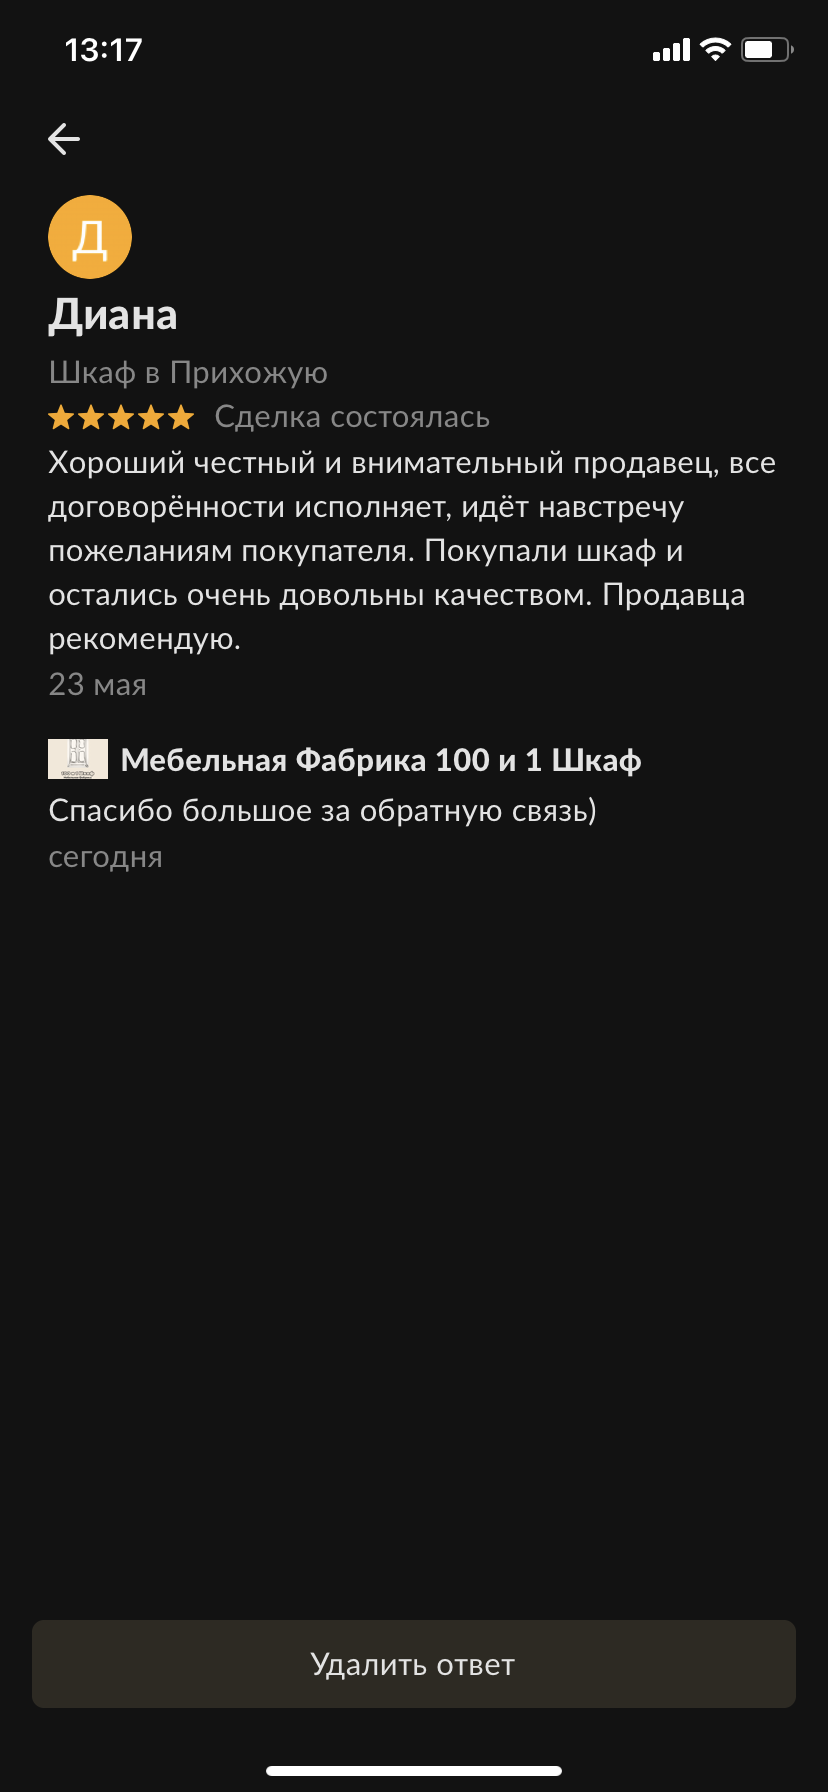 13:17
Д
Диана
Шкаф в Прихожую
Сделка состоялась
Хороший честный и внимательный продавец, все
договорённости исполняет, идёт навстречу
пожеланиям покупателя. Покупали шкаф и
остались очень довольны качеством. Продавца
рекомендую.
23 мая
Мебельная Фабрика 100 и 1 Шкаф
Спасибо большое за обратную связь)
сегодня
Удалить ответ